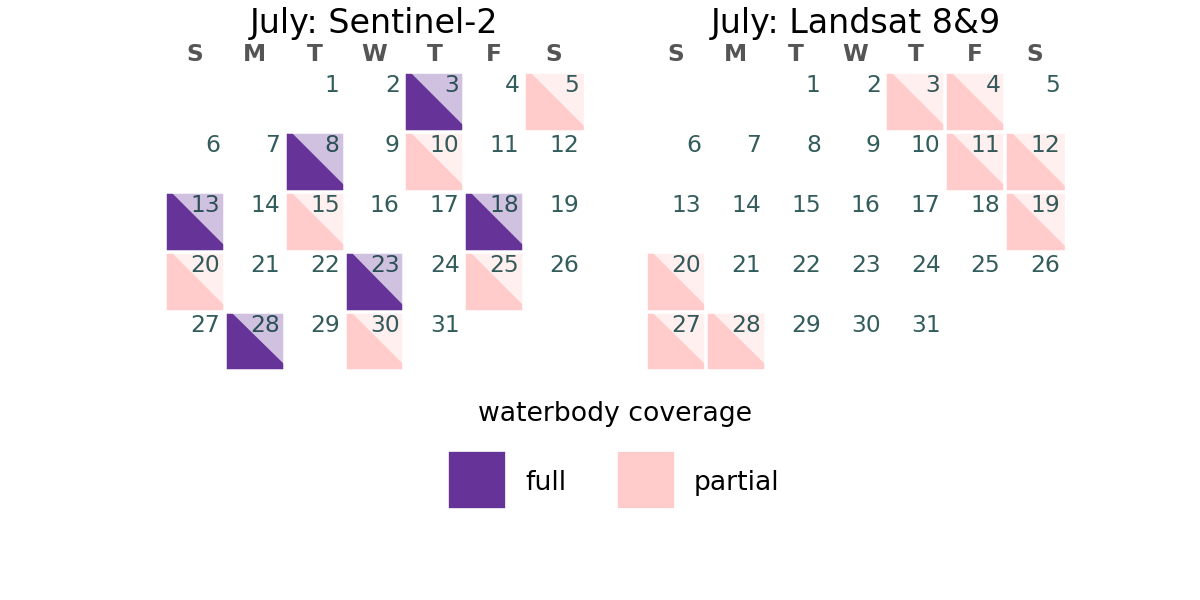 July: Sentinel-2
S M T W T F S
1 2 3 4 5
6 7 8 9 10 11 12
13 14 15 16 17 18 19
20 21 22 23 24 25 26
27 28 29 30 31
July: Landsat 8&9
S M T W T F S
1 2 3 4 5
6 7 8 9 10 11 12
13 14 15 16 17 18 19
20 21 22 23 24 25 26
27 28 29 30 31
waterbody coverage
full
partial